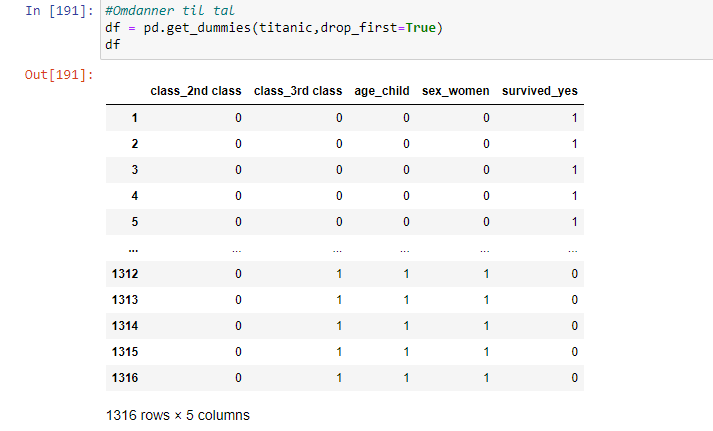 In [191]: #Omdanner til tal
df = pd.get_dummies(titanic,drop_first=True)
df
Out[191]:
class_2nd class class_3rd class age_child sex_women survived_yes
1 0 0 0 0 1
2 0 0 0 0 1
3 0 0 0 0 1
4 0 0 0 0 1
5 0 0 0 0 1
... ... ... ... ... ...
1312 0 1 1 1 0
1313 0 1 1 1 0
1314 0 1 1 1 0
1315 0 1 1 1 0
1316 0 1 1 1 0
1316 rows × 5 columns